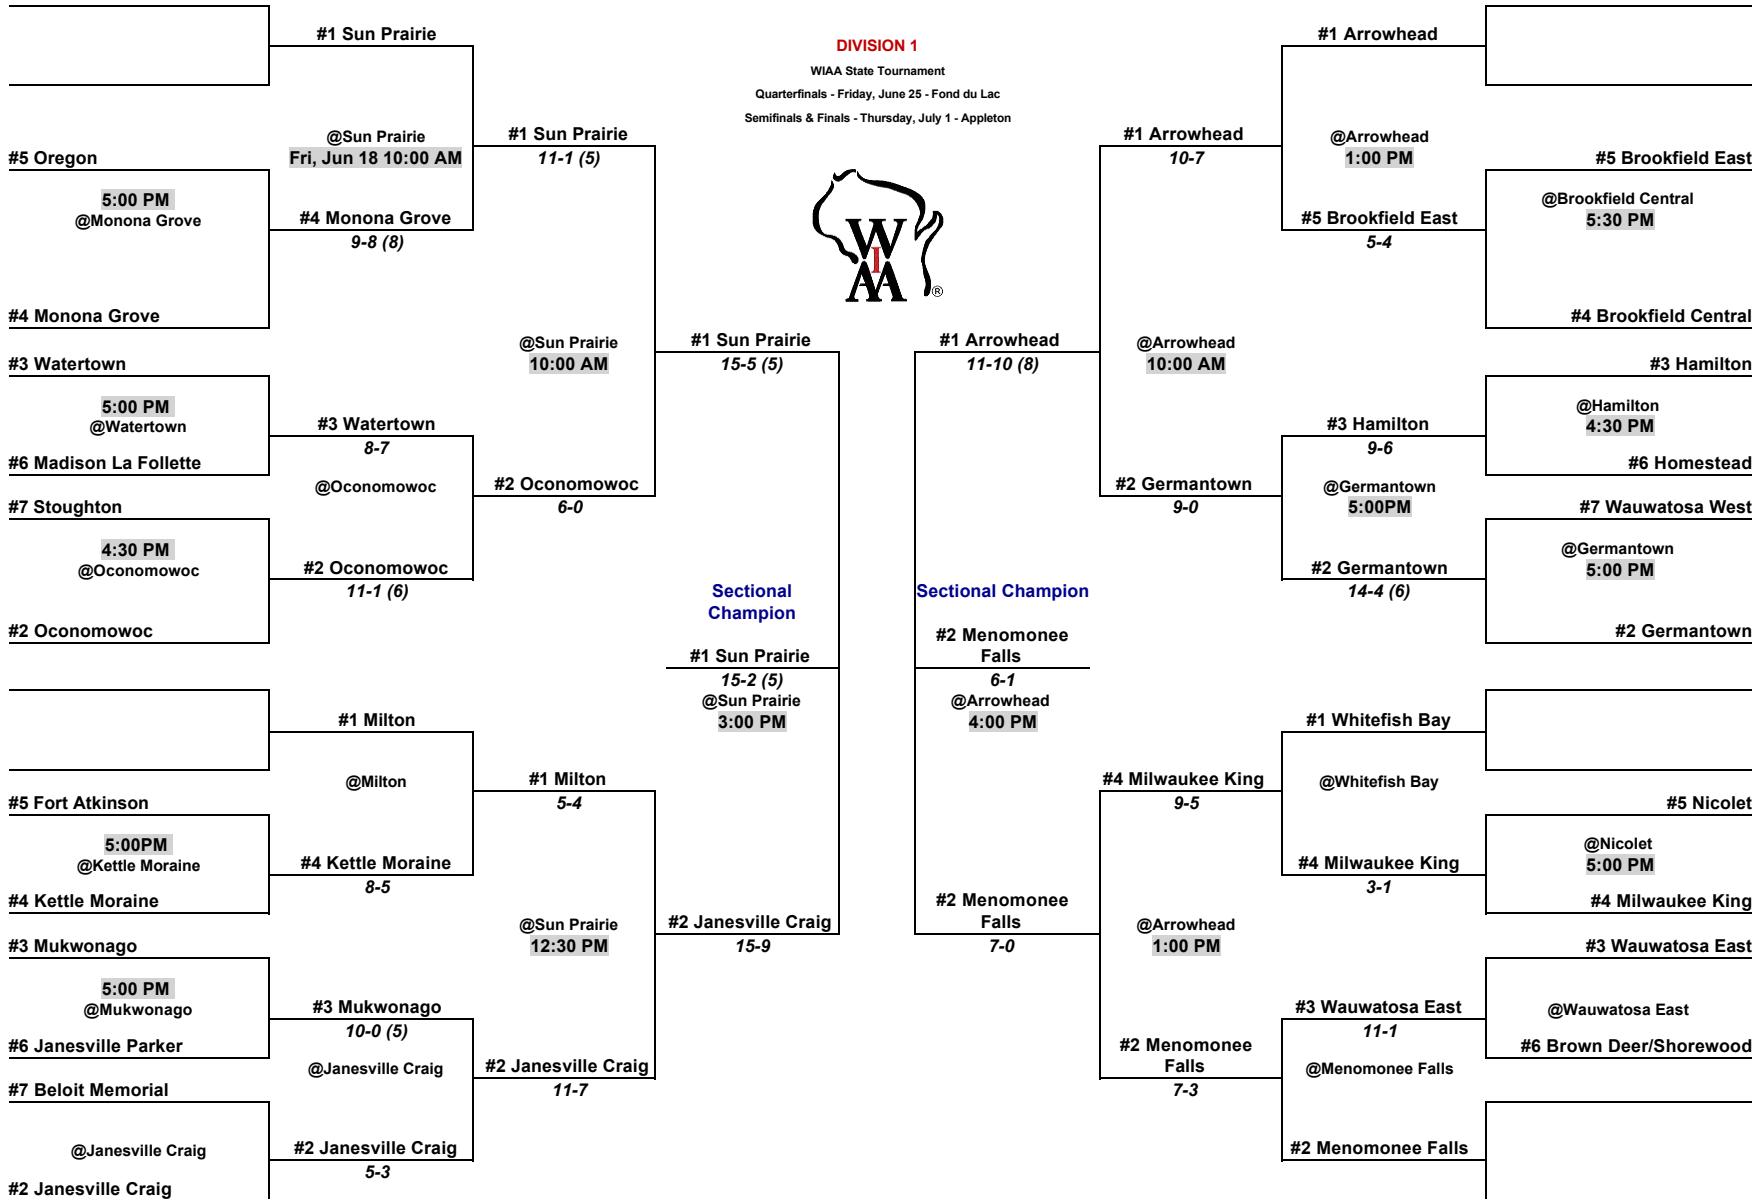 DIVISION 1
WIAA State Tournament
Quarterfinals - Friday, June 25 - Fond du Lac
Semifinals & Finals - Thursday, July 1 - Appleton
W
I
AA
®
#5 Oregon
5:00 PM
@Monona Grove
#4 Monona Grove
#3 Watertown
5:00 PM
@Watertown
#6 Madison La Follette
#7 Stoughton
4:30 PM
@Oconomowoc
#2 Oconomowoc
#5 Fort Atkinson
5:00PM
@Kettle Moraine
#4 Kettle Moraine
#3 Mukwonago
5:00 PM
@Mukwonago
#6 Janesville Parker
#7 Beloit Memorial
@Janesville Craig
#2 Janesville Craig
#1 Sun Prairie
@Sun Prairie
Fri, Jun 18 10:00 AM
#4 Monona Grove
9-8 (8)
#3 Watertown
8-7
@Oconomowoc
#2 Oconomowoc
11-1 (6)
#1 Milton
@Milton
#4 Kettle Moraine
8-5
#3 Mukwonago
10-0 (5)
@Janesville Craig
#2 Janesville Craig
5-3
#1 Sun Prairie
11-1 (5)
@Sun Prairie
10:00 AM
#2 Oconomowoc
6-0
#1 Milton
5-4
@Sun Prairie
12:30 PM
#2 Janesville Craig
11-7
#1 Sun Prairie
15-5 (5)
Sectional
Champion
#1 Sun Prairie
15-2 (5)
@Sun Prairie
3:00 PM
#2 Janesville Craig
15-9
#1 Arrowhead
11-10 (8)
Sectional Champion
#2 Menomonee
Falls
6-1
@Arrowhead
4:00 PM
#2 Menomonee
Falls
7-0
#1 Arrowhead
10-7
@Arrowhead
10:00 AM
#2 Germantown
9-0
#4 Milwaukee King
9-5
@Arrowhead
1:00 PM
#2 Menomonee
Falls
7-3
#1 Arrowhead
@Arrowhead
1:00 PM
#5 Brookfield East
5-4
#3 Hamilton
9-6
@Germantown
5:00PM
#2 Germantown
14-4 (6)
#1 Whitefish Bay
@Whitefish Bay
#4 Milwaukee King
3-1
#3 Wauwatosa East
11-1
@Menomonee Falls
#2 Menomonee Falls
#5 Brookfield East
@Brookfield Central
5:30 PM
#4 Brookfield Central
#3 Hamilton
@Hamilton
4:30 PM
#6 Homestead
#7 Wauwatosa West
@Germantown
5:00 PM
#2 Germantown
#5 Nicolet
@Nicolet
5:00 PM
#4 Milwaukee King
#3 Wauwatosa East
@Wauwatosa East
#6 Brown Deer/Shorewood